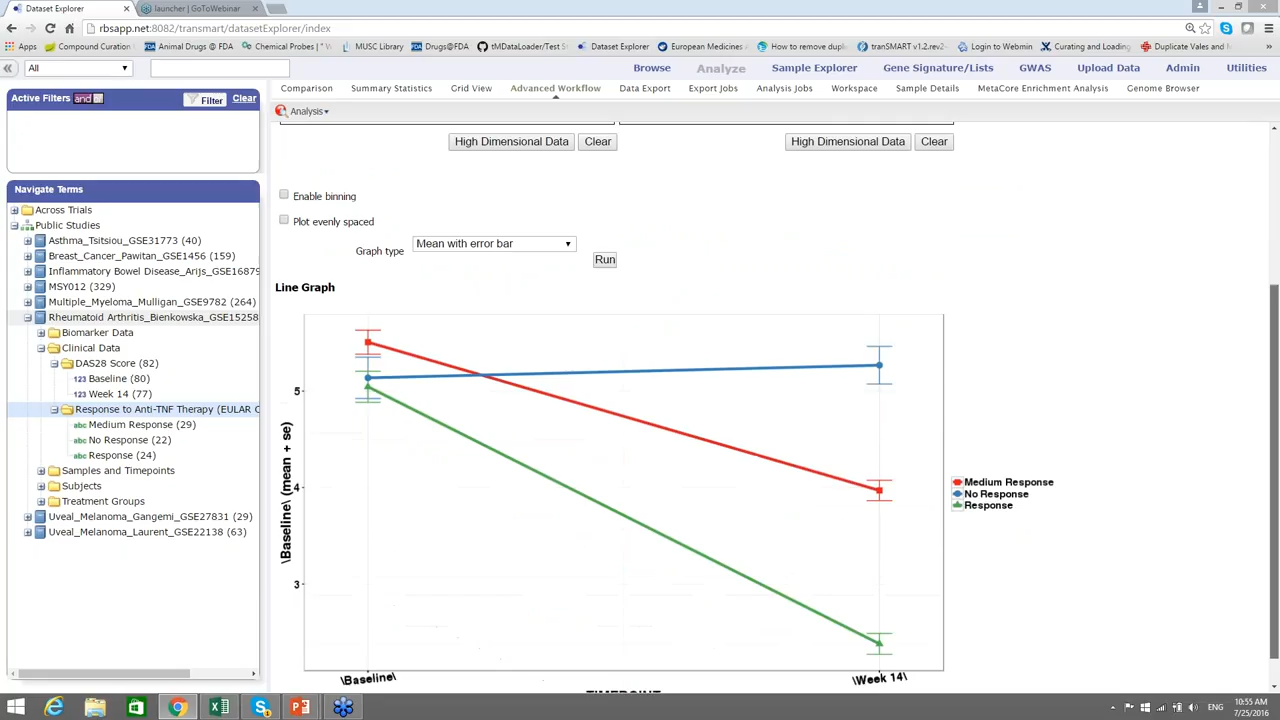 Dataset Explorer × launcher | GoToWebinar ×
rbsapp.net:8082/transmart/datasetExplorer/index
Apps Compound Curation Animal Drugs @ FDA Chemical Probes | " MUSC Library Drugs@FDA tMDataLoader/Test S Dataset Explorer European Medicines How to remove dupl tranSMART v1.2.rev2 Login to Webmin Curating and Loading Duplicate Vales and M
All
Browse Analyze Sample Explorer Gene Signature/Lists GWAS Upload Data Admin Utilities
Active Filters and Filter Clear
Comparison Summary Statistics Grid View Advanced Workflow Data Export Export Jobs Analysis Jobs Workspace Sample Details MetaCore Enrichment Analysis Genome Browser
Analysis
High Dimensional Data Clear High Dimensional Data Clear
Enable binning
Plot evenly spaced
Graph type Mean with error bar
Run
Line Graph
Navigate Terms
Across Trials
Public Studies
Asthma_Tsitsiou_GSE31773 (40)
Breast_Cancer_Pawitan_GSE1456 (159)
Inflammatory Bowel Disease_Arijs_GSE16879
MSY012 (329)
Multiple_Myeloma_Mulligan_GSE9782 (264)
Rheumatoid Arthritis_Bienkowska_GSE15258
Biomarker Data
Clinical Data
DAS28 Score (82)
123 Baseline (80)
123 Week 14 (77)
Response to Anti-TNF Therapy (EULAR C
abc Medium Response (29)
abc No Response (22)
abc Response (24)
Samples and Timepoints
Subjects
Treatment Groups
Uveal_Melanoma_Gangemi_GSE27831 (29)
Uveal_Melanoma_Laurent_GSE22138 (63)
\Baseline\ (mean + se)
5
4
3
\Baseline\ \Week 14\
TIMEPOINT
Medium Response
No Response
Response
ENG
10:55 AM
7/25/2016